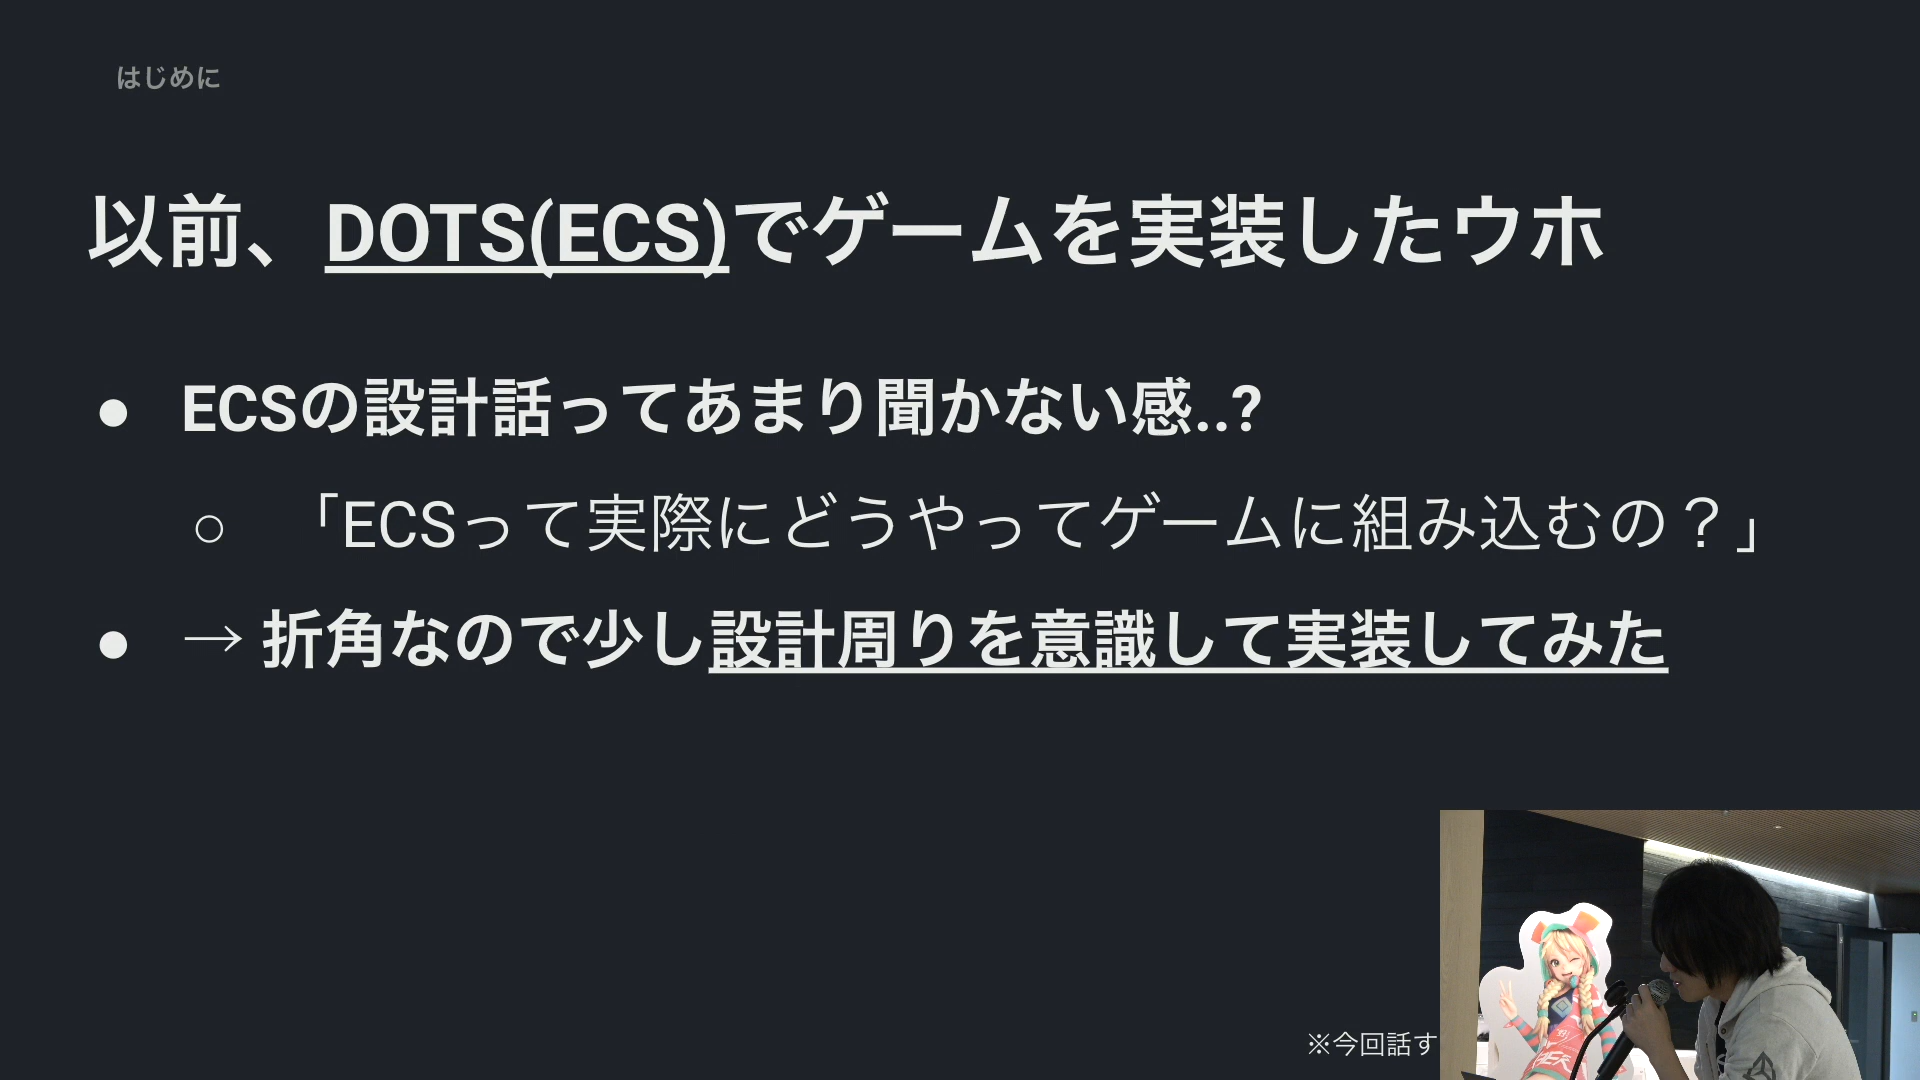 はじめに
以前、DOTS(ECS)でゲームを実装したウホ
● ECSの設計話ってあまり聞かない感..?
○ 「ECSって実際にどうやってゲームに組み込むの？」
● → 折角なので少し設計周りを意識して実装してみた
※今回話す